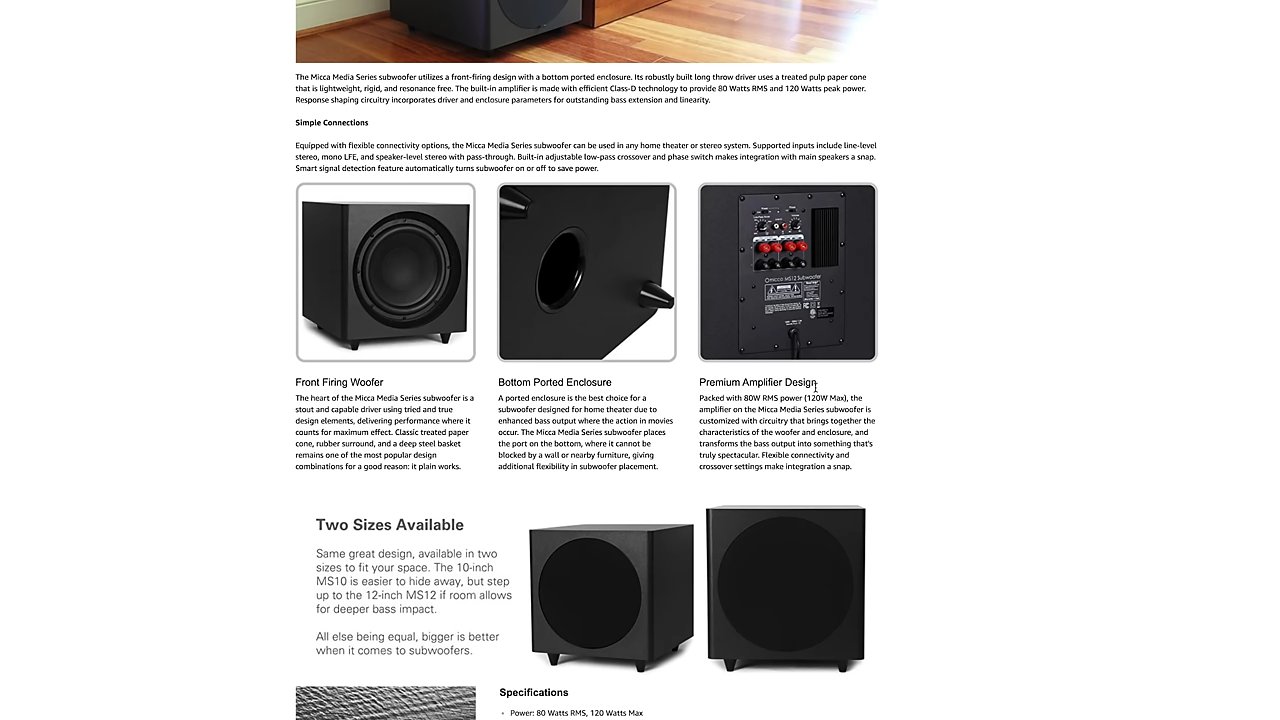 The Micca Media Series subwoofer utilizes a front-firing design with a bottom ported enclosure. Its robustly built long throw driver uses a treated pulp paper cone
that is lightweight, rigid, and resonance free. The built-in amplifier is made with efficient Class-D technology to provide 80 Watts RMS and 120 Watts peak power.
Response shaping circuitry incorporates driver and enclosure parameters for outstanding bass extension and linearity.
Simple Connections
Equipped with flexible connectivity options, the Micca Media Series subwoofer can be used in any home theater or stereo system. Supported inputs include line-level
stereo, mono LFE, and speaker-level stereo with pass-through. Built-in adjustable low-pass crossover and phase switch makes integration with main speakers a snap.
Smart signal detection feature automatically turns subwoofer on or off to save power.
micca MS12 Subwoofer
Front Firing Woofer
The heart of the Micca Media Series subwoofer is a
stout and capable driver using tried and true
design elements, delivering performance where it
counts for maximum effect. Classic treated paper
cone, rubber surround, and a deep steel basket
remains one of the most popular design
combinations for a good reason: it plain works.
Bottom Ported Enclosure
A ported enclosure is the best choice for a
subwoofer designed for home theater due to
enhanced bass output where the action in movies
occur. The Micca Media Series subwoofer places
the port on the bottom, where it cannot be
blocked by a wall or nearby furniture, giving
additional flexibility in subwoofer placement.
Premium Amplifier Design
Packed with 80W RMS power (120W Max), the
amplifier on the Micca Media Series subwoofer is
customized with circuitry that brings together the
characteristics of the woofer and enclosure, and
transforms the bass output into something that's
truly spectacular. Flexible connectivity and
crossover settings make integration a snap.
Two Sizes Available
Same great design, available in two
sizes to fit your space. The 10-inch
MS10 is easier to hide away, but step
up to the 12-inch MS12 if room allows
for deeper bass impact.
All else being equal, bigger is better
when it comes to subwoofers.
Specifications
• Power: 80 Watts RMS, 120 Watts Max